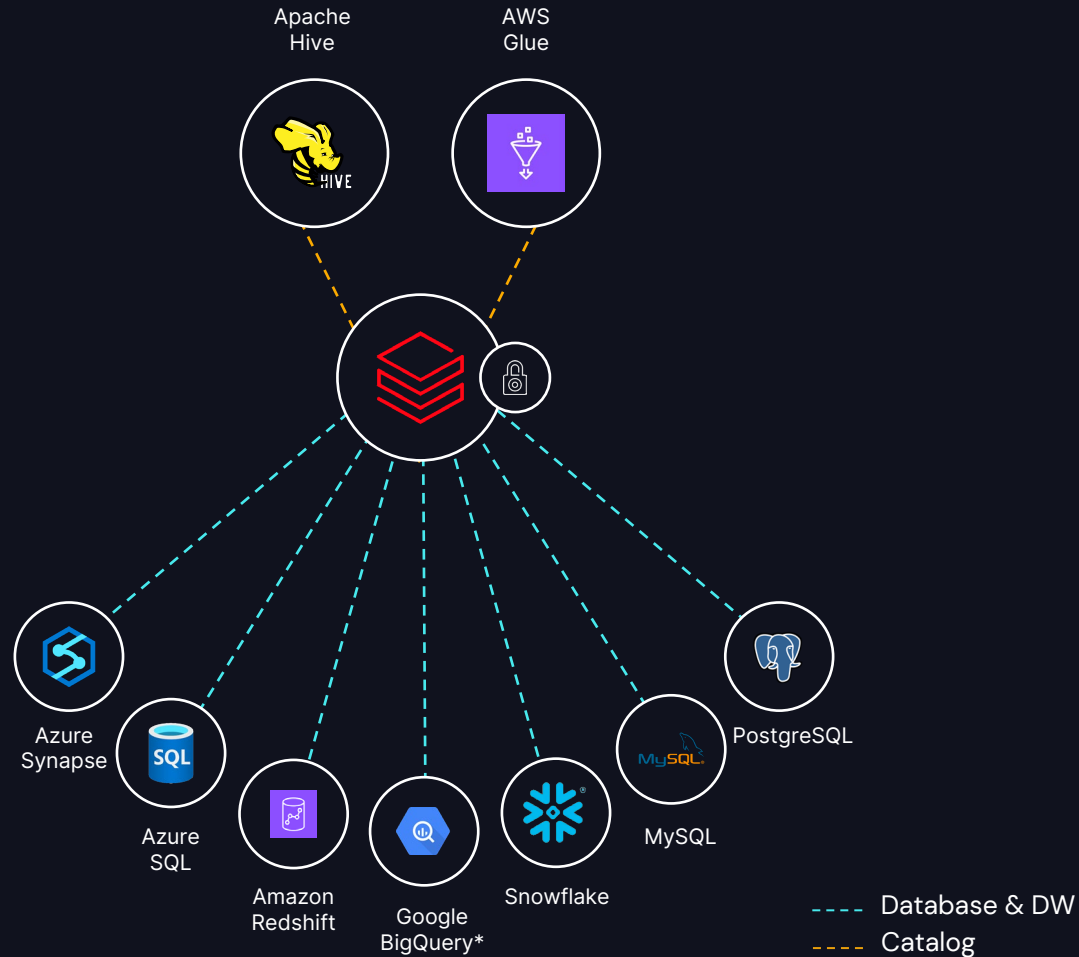 Apache
Hive
AWS
Glue
HIVE
Azure
Synapse
SQL
Azure
SQL
Amazon
Redshift
Google
BigQuery*
®
Snowflake
MySQL®
MySQL
PostgreSQL
Database & DW
Catalog